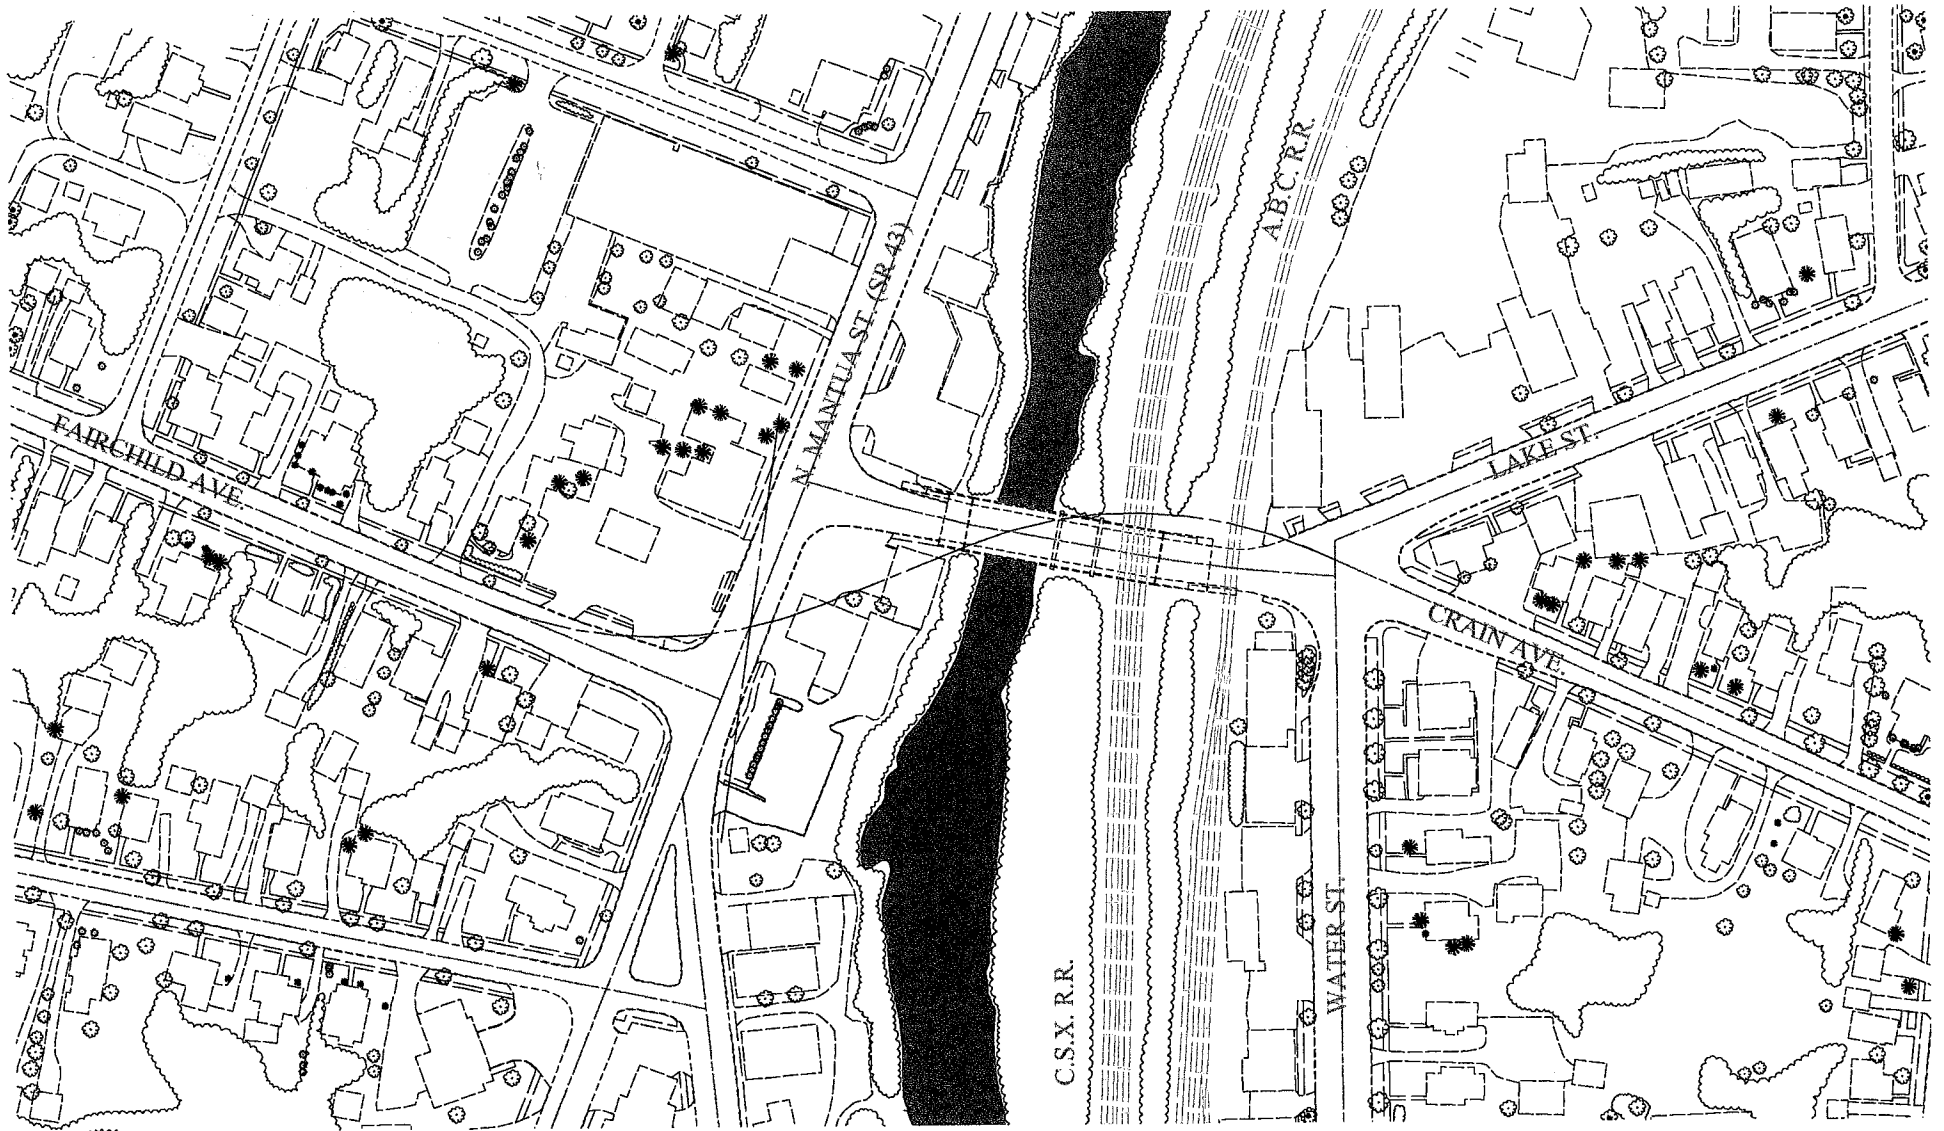 A.B.C. R.R.
N. MANTUA ST. (SR 43)
FAIRCHILD AVE.
LAKE ST.
CRAIN AVE.
WATER ST.
C.S.X. R.R.